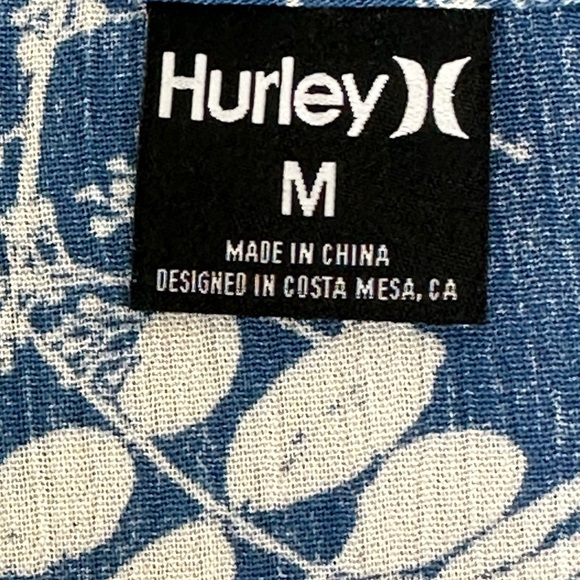 Hurley
M
MADE IN CHINA
DESIGNED IN COSTA MESA, CA